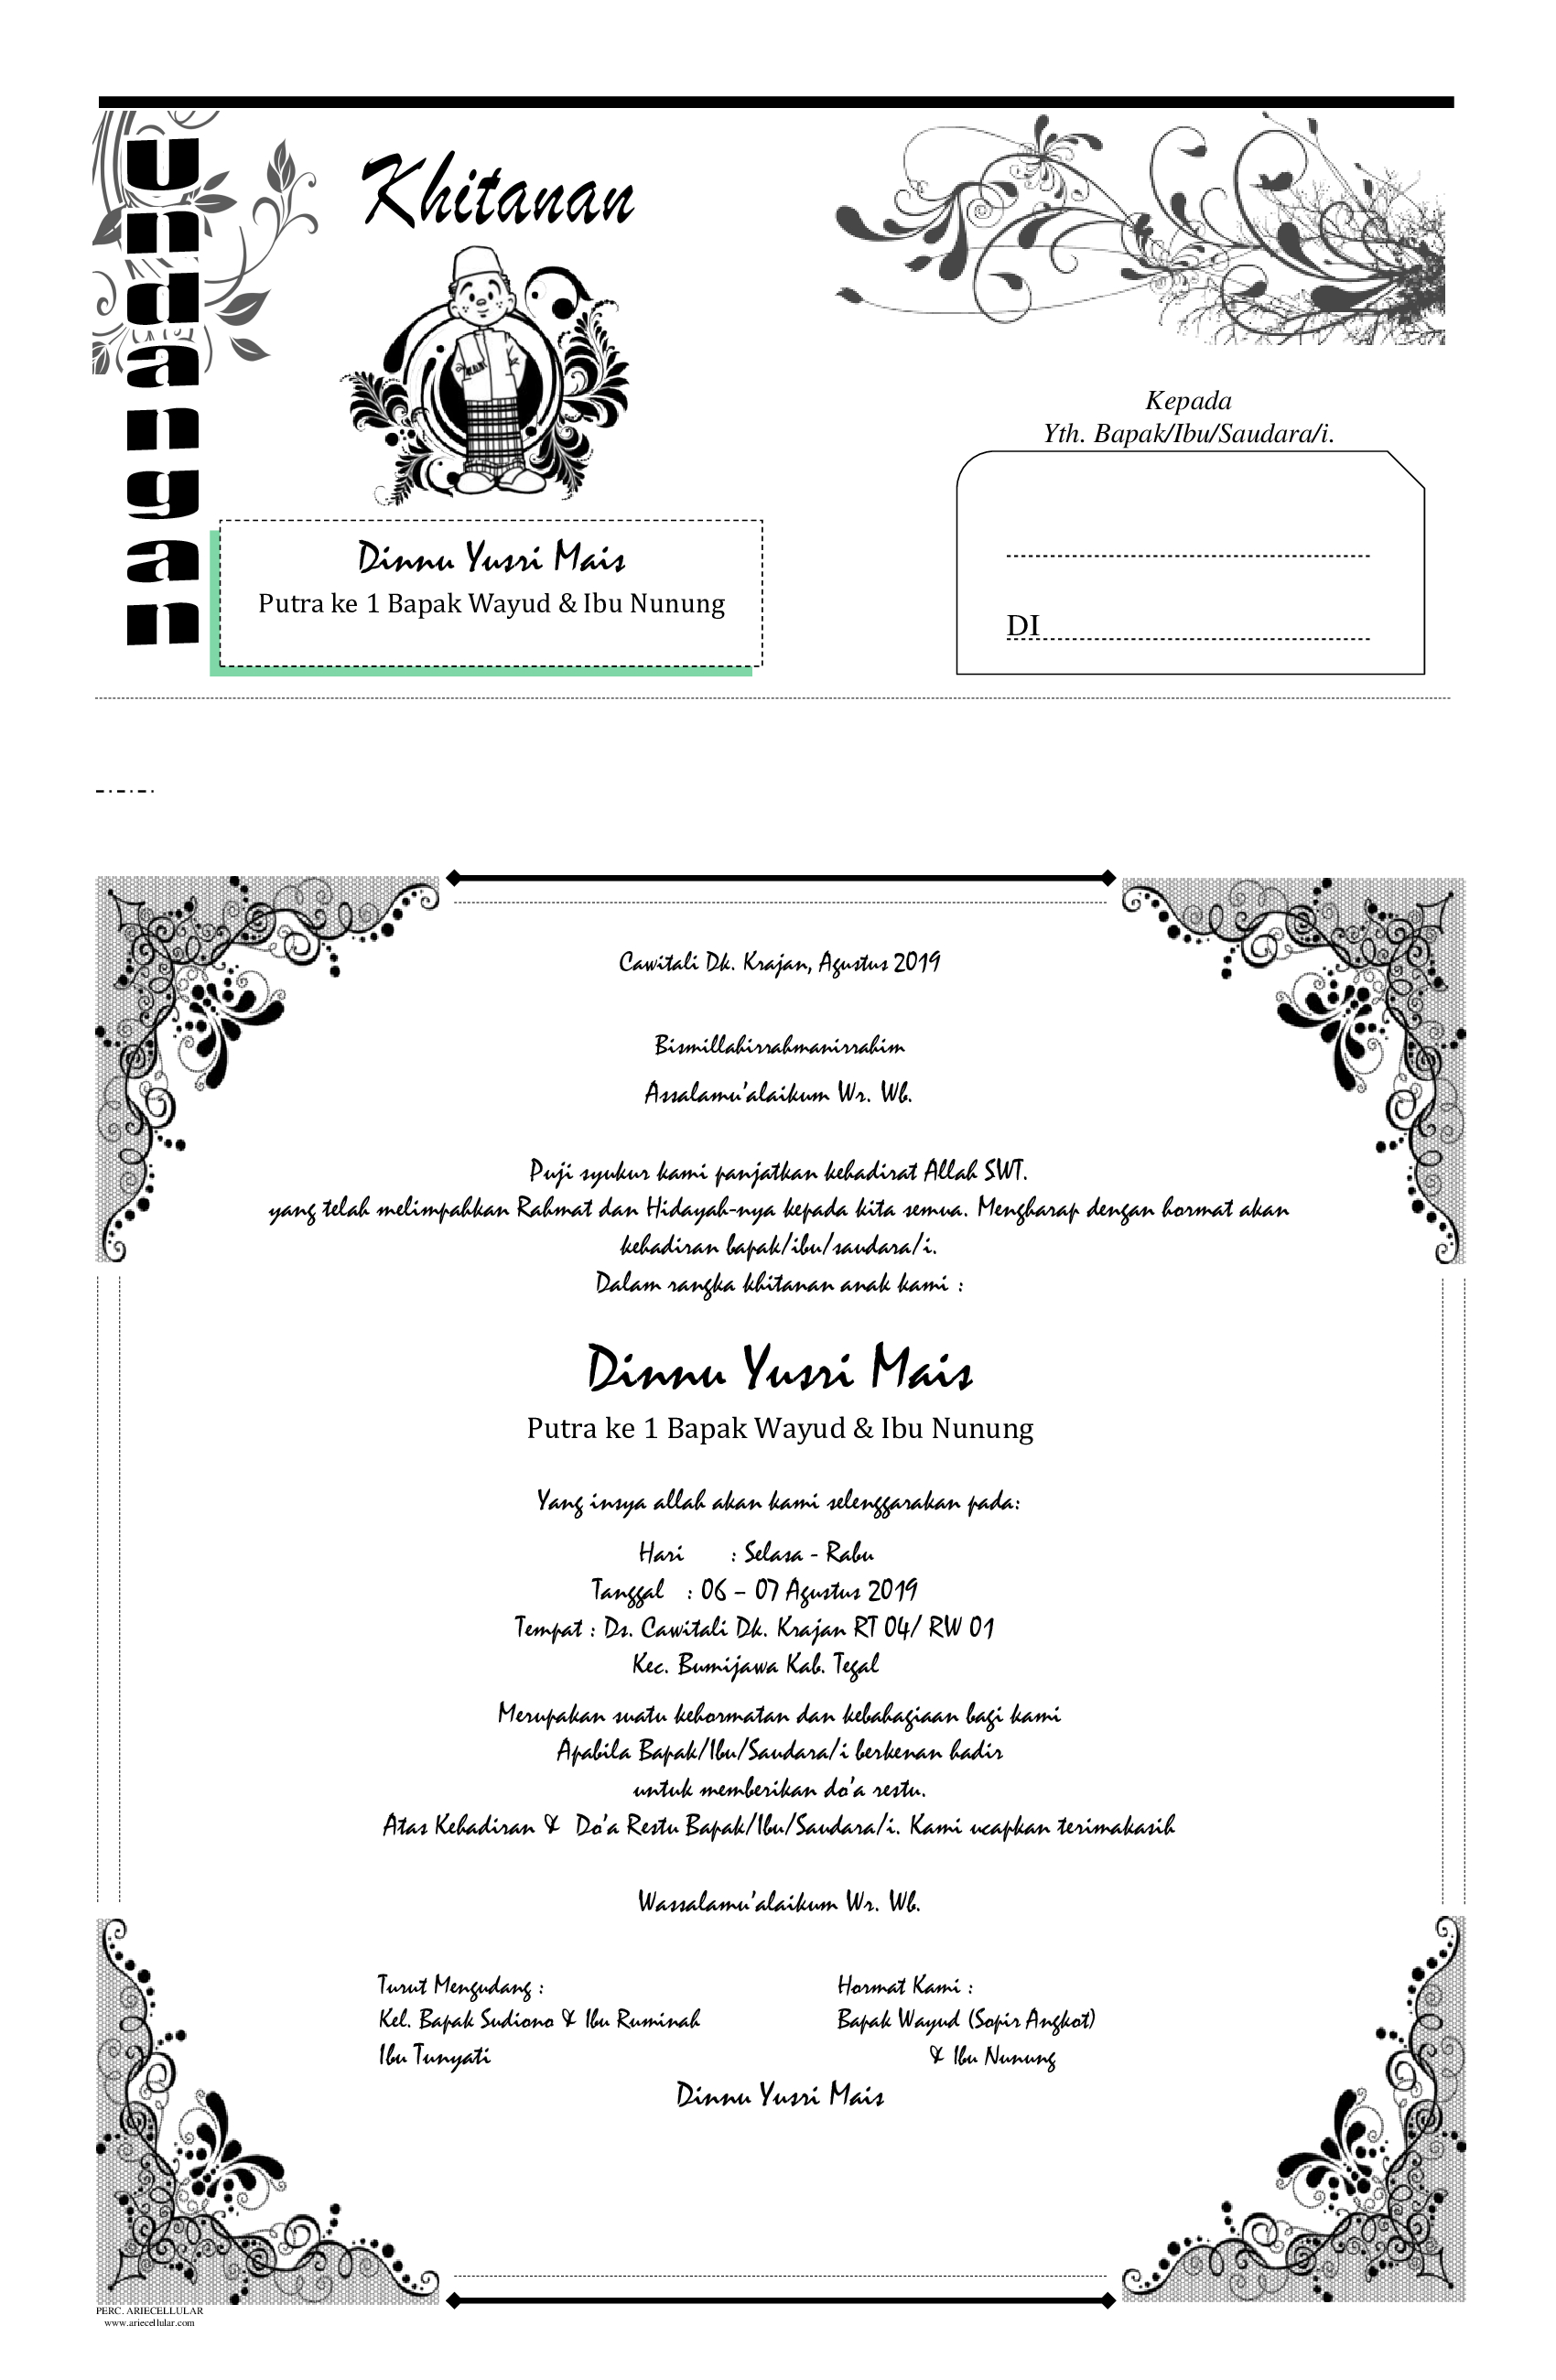 Undangan
Khitanan
Dinnu Yusri Mais
Putra ke 1 Bapak Wayud & Ibu Nunung
Kepada
Yth. Bapak/Ibu/Saudara/i.
DI
Cawitali Dk. Krajan, Agustus 2019
Bismillahirrahmanirrahim
Assalamu'alaikum Wr. Wb.
Puji syukur kami panjatkan kehadirat Allah SWT.
yang telah melimpahkan Rahmat dan Hidayah-nya kepada kita semua. Mengharap dengan hormat akan
kehadiran bapak/ibu/saudara/i.
Dalam rangka khitanan anak kami :
Dinnu Yusri Mais
Putra ke 1 Bapak Wayud & Ibu Nunung
Yang insya allah akan kami selenggarakan pada:
Hari : Selasa - Rabu
Tanggal : 06 – 07 Agustus 2019
Tempat : Ds. Cawitali Dk. Krajan RT 04/ RW 01
Kec. Bumijawa Kab. Tegal
Merupakan suatu kehormatan dan kebahagiaan bagi kami
Apabila Bapak/Ibu/Saudara/i berkenan hadir
untuk memberikan do'a restu.
Atas Kehadiran & Do'a Restu Bapak/Ibu/Saudara/i. Kami ucapkan terimakasih
Wassalamu'alaikum Wr. Wb.
Turut Mengudang :
Kel. Bapak Sudiono & Ibu Ruminah
Ibu Tunyati
Hormat Kami :
Bapak Wayud (Sopir Angkot)
& Ibu Nunung
Dinnu Yusri Mais
PERC. ARIECELLULAR
www.ariecellular.com